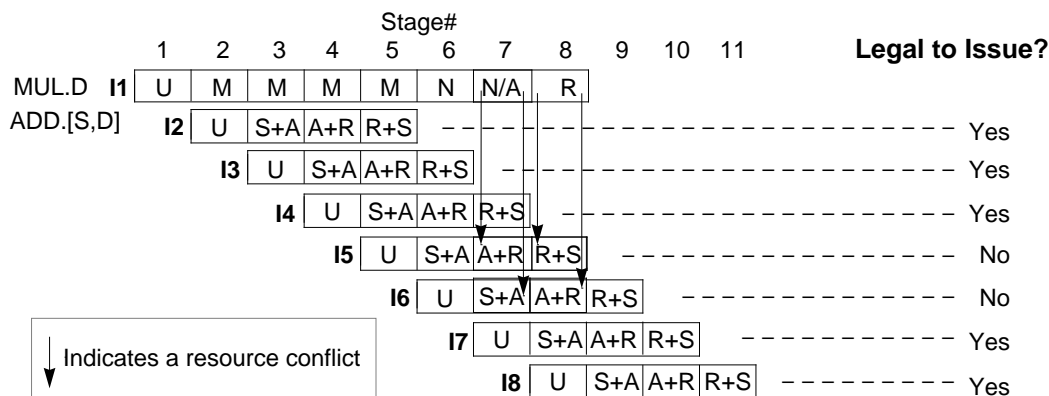 Stage#
1 2 3 4 5 6 7 8 9 10 11 Legal to Issue?
MUL.D I1 U M M M M N N/A R
ADD.[S,D] I2 U S+A A+R R+S Yes
I3 U S+A A+R R+S Yes
I4 U S+A A+R R+S Yes
I5 U S+A A+R R+S No
I6 U S+A A+R R+S No
I7 U S+A A+R R+S Yes
Indicates a resource conflict
I8 U S+A A+R R+S Yes